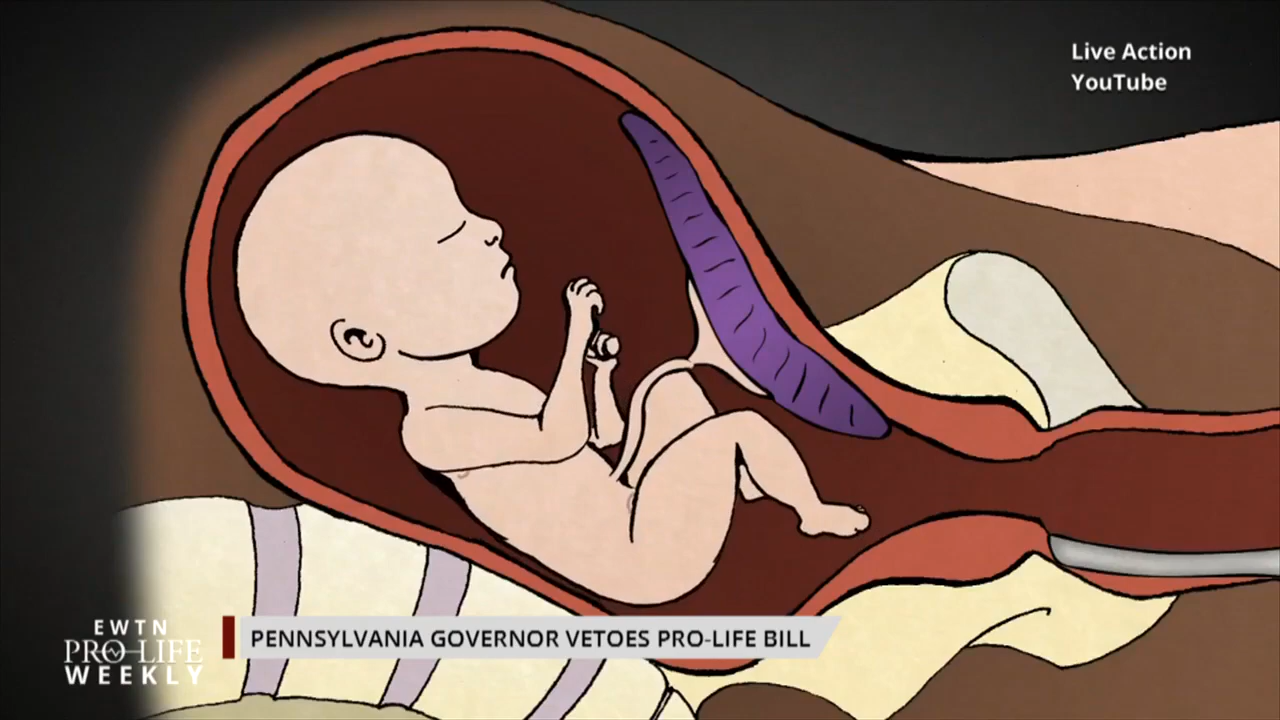 Live Action
YouTube
EWTN
PRO-LIFE
WEEKLY
PENNSYLVANIA GOVERNOR VETOES PRO-LIFE BILL